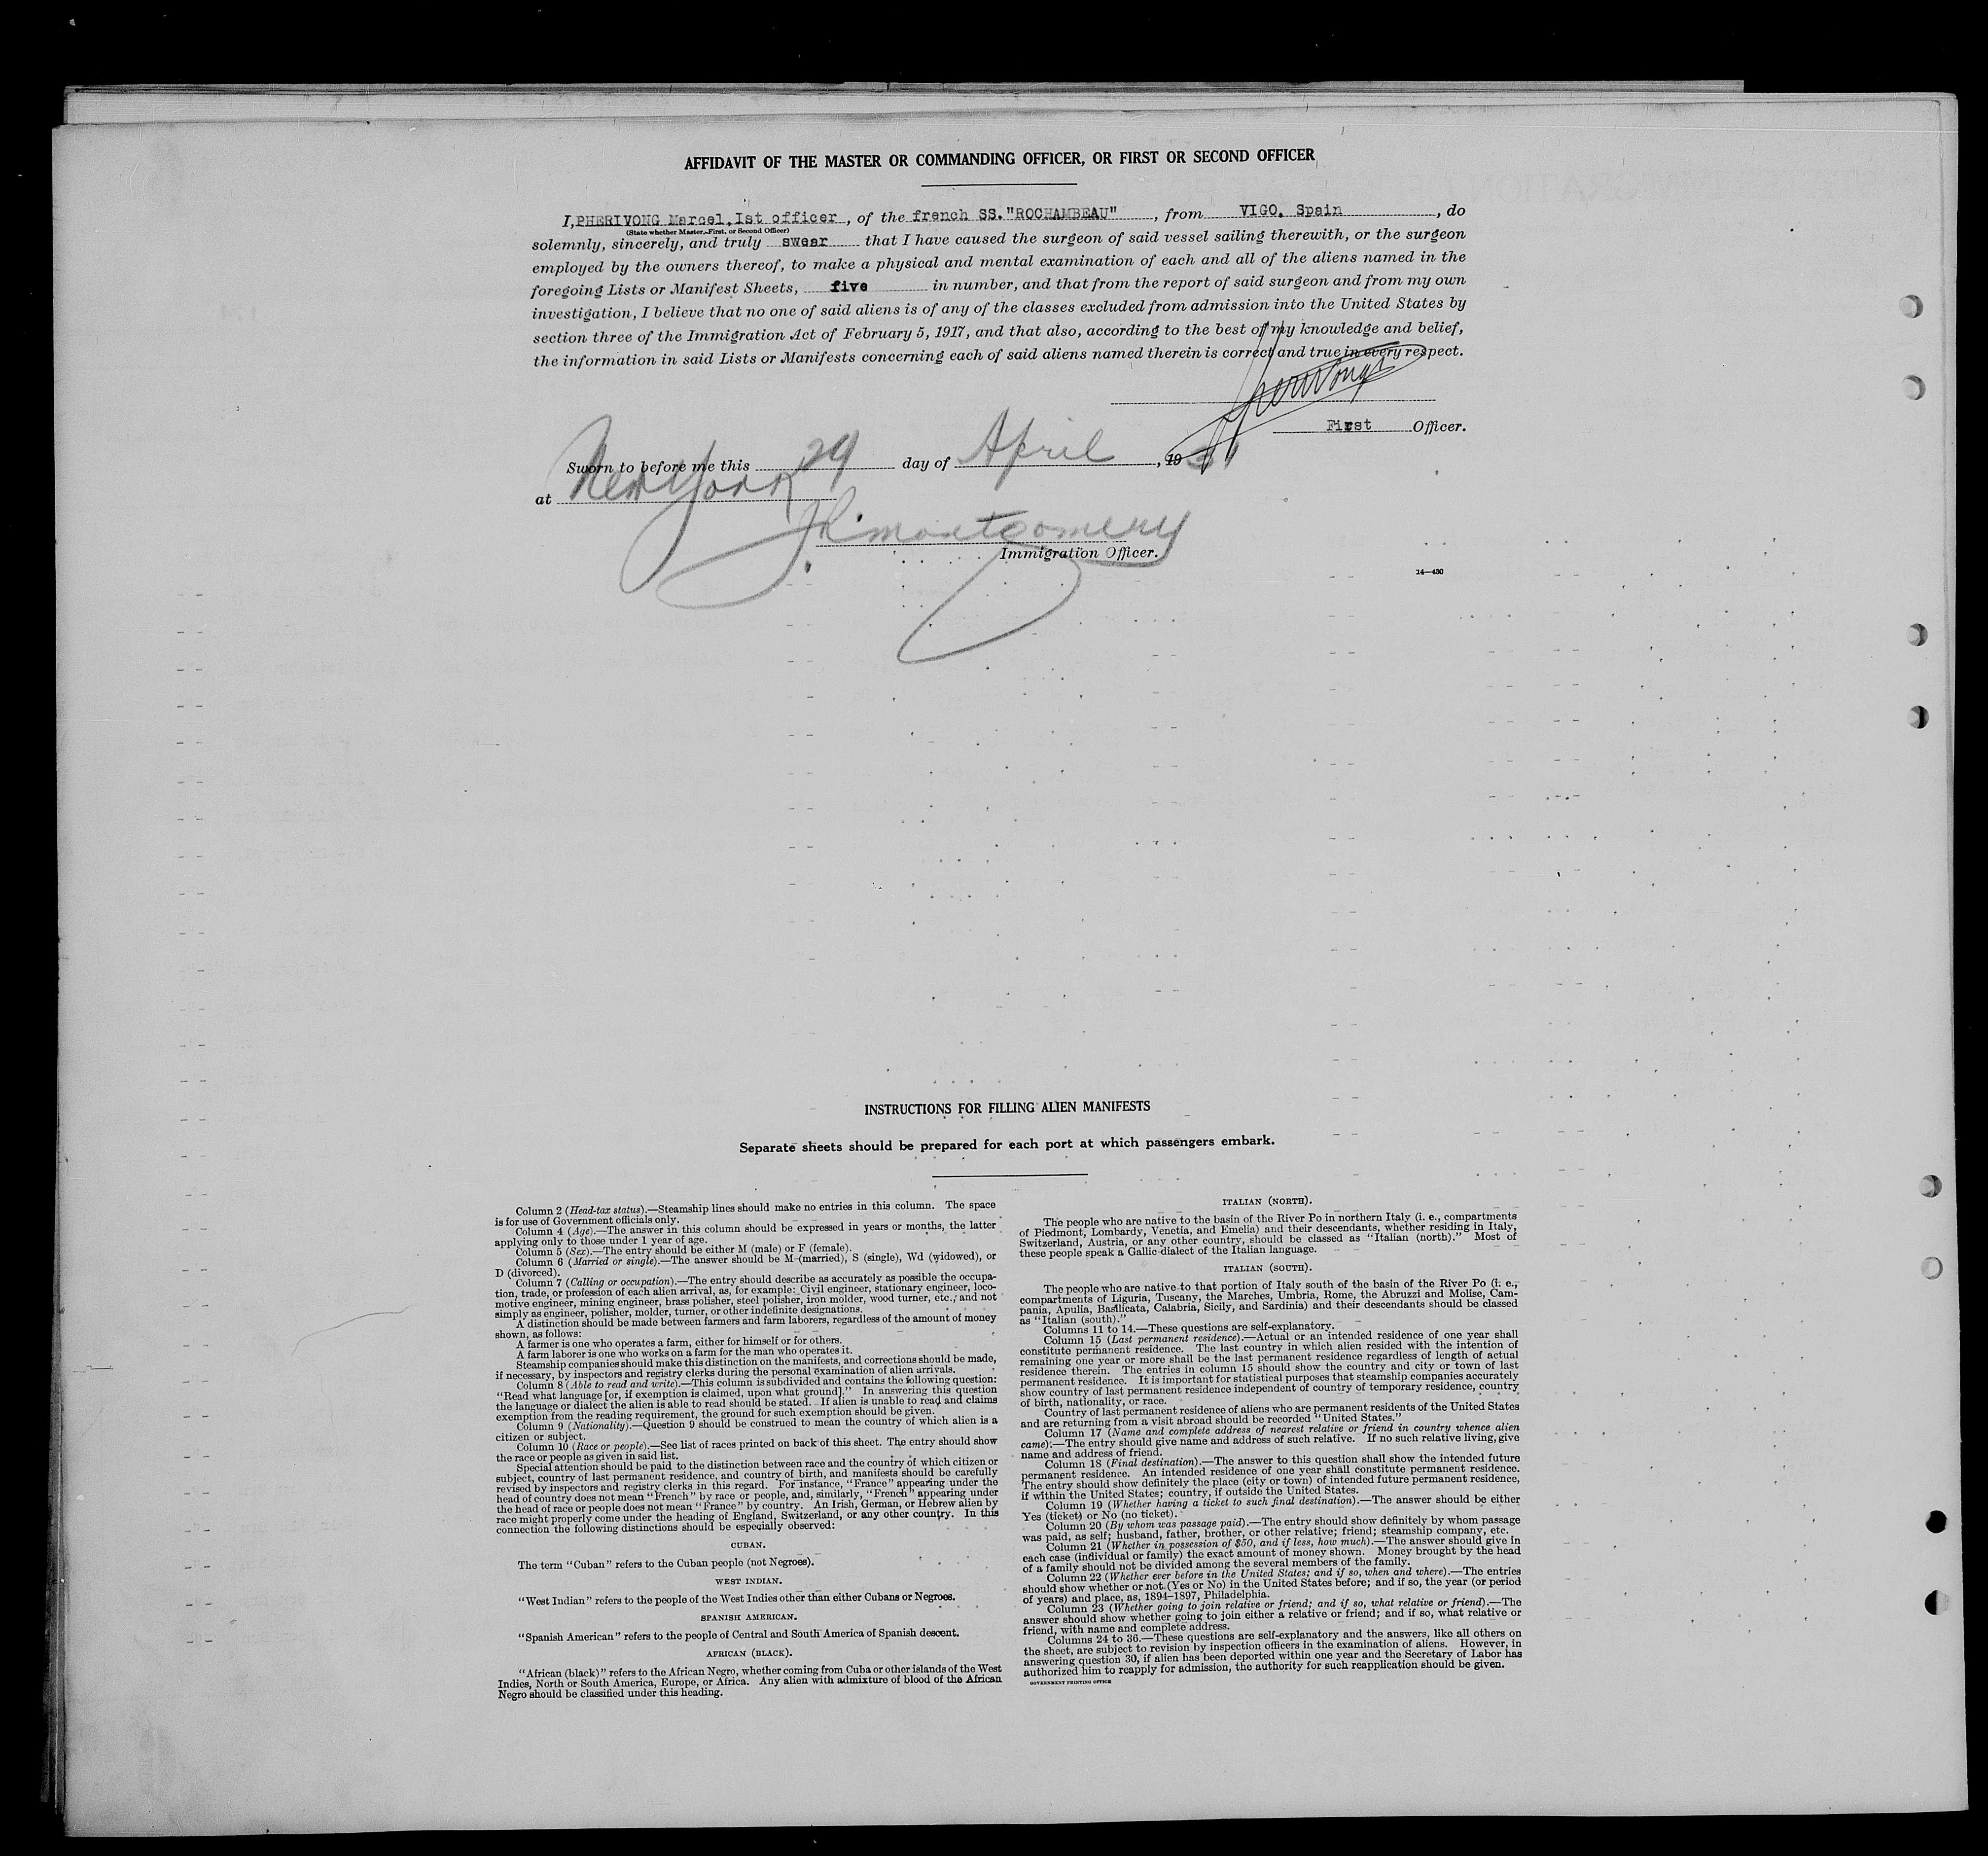 AFFIDAVIT OF THE MASTER OR COMMANDING OFFICER, OR FIRST OR SECOND OFFICER
I, PHERIVONG Marcel, Ist officer, of the french SS."ROCHAMBEAU", from VIGO, Spain, do
(State whether Master, First, or Second Officer)
solemnly, sincerely, and truly swear that I have caused the surgeon of said vessel sailing therewith, or the surgeon
employed by the owners thereof, to make a physical and mental examination of each and all of the aliens named in the
foregoing Lists or Manifest Sheets, five in number, and that from the report of said surgeon and from my own
investigation, I believe that no one of said aliens is of any of the classes excluded from admission into the United States by
section three of the Immigration Act of February 5, 1917, and that also, according to the best of my knowledge and belief,
the information in said Lists or Manifests concerning each of said aliens named therein is correct and true in every respect.
First Officer.
Sworn to before me this 29 day of April, 1931
at New York
JR Montgomery
Immigration Officer.
14—430
INSTRUCTIONS FOR FILLING ALIEN MANIFESTS
Separate sheets should be prepared for each port at which passengers embark.
Column 2 (Head-tax status).—Steamship lines should make no entries in this column. The space
is for use of Government officials only.
Column 4 (Age).—The answer in this column should be expressed in years or months, the latter
applying only to those under 1 year of age.
Column 5 (Sex).—The entry should be either M (male) or F (female).
Column 6 (Married or single).—The answer should be M (married), S (single), Wd (widowed), or
D (divorced).
Column 7 (Calling or occupation).—The entry should describe as accurately as possible the occupa-
tion, trade, or profession of each alien arrival, as, for example: Civil engineer, stationary engineer, loco-
motive engineer, mining engineer, brass polisher, steel polisher, iron molder, wood turner, etc., and not
simply as engineer, polisher, molder, turner, or other indefinite designations.
A distinction should be made between farmers and farm laborers, regardless of the amount of money
shown, as follows:
A farmer is one who operates a farm, either for himself or for others.
A farm laborer is one who works on a farm for the man who operates it.
Steamship companies should make this distinction on the manifests, and corrections should be made,
if necessary, by inspectors and registry clerks during the personal examination of alien arrivals.
Column 8 (Able to read and write).—This column is subdivided and contains the following question:
"Read what language [or, if exemption is claimed, upon what ground]." In answering this question
the language or dialect the alien is able to read should be stated. If alien is unable to read and claims
exemption from the reading requirement, the ground for such exemption should be given.
Column 9 (Nationality).—Question 9 should be construed to mean the country of which alien is a
citizen or subject.
Column 10 (Race or people).—See list of races printed on back of this sheet. The entry should show
the race or people as given in said list.
Special attention should be paid to the distinction between race and the country of which citizen or
subject, country of last permanent residence, and country of birth, and manifests should be carefully
revised by inspectors and registry clerks in this regard. For instance, "France" appearing under the
head of country does not mean "French" by race or people, and, similarly, "French" appearing under
the head of race or people does not mean "France" by country. An Irish, German, or Hebrew alien by
race might properly come under the heading of England, Switzerland, or any other country. In this
connection the following distinctions should be especially observed:
CUBAN.
The term "Cuban" refers to the Cuban people (not Negroes).
WEST INDIAN.
"West Indian" refers to the people of the West Indies other than either Cubans or Negroes.
SPANISH AMERICAN.
"Spanish American" refers to the people of Central and South America of Spanish descent.
AFRICAN (BLACK).
"African (black)" refers to the African Negro, whether coming from Cuba or other islands of the West
Indies, North or South America, Europe, or Africa. Any alien with admixture of blood of the African
Negro should be classified under this heading.
ITALIAN (NORTH).
The people who are native to the basin of the River Po in northern Italy (i. e., compartments
of Piedmont, Lombardy, Venetia, and Emelia) and their descendants, whether residing in Italy,
Switzerland, Austria, or any other country, should be classed as "Italian (north)." Most of
these people speak a Gallic dialect of the Italian language.
ITALIAN (SOUTH).
The people who are native to that portion of Italy south of the basin of the River Po (i. e.,
compartments of Liguria, Tuscany, the Marches, Umbria, Rome, the Abruzzi and Molise, Cam-
pania, Apulia, Basilicata, Calabria, Sicily, and Sardinia) and their descendants should be classed
as "Italian (south)."
Columns 11 to 14.—These questions are self-explanatory.
Column 15 (Last permanent residence).—Actual or an intended residence of one year shall
constitute permanent residence. The last country in which alien resided with the intention of
remaining one year or more shall be the last permanent residence regardless of length of actual
residence therein. The entries in column 15 should show the country and city or town of last
permanent residence. It is important for statistical purposes that steamship companies accurately
show country of last permanent residence independent of country of temporary residence, country
of birth, nationality, or race.
Country of last permanent residence of aliens who are permanent residents of the United States
and are returning from a visit abroad should be recorded "United States."
Column 17 (Name and complete address of nearest relative or friend in country whence alien
came).—The entry should give name and address of such relative. If no such relative living, give
name and address of friend.
Column 18 (Final destination).—The answer to this question shall show the intended future
permanent residence. An intended residence of one year shall constitute permanent residence.
The entry should show definitely the place (city or town) of intended future permanent residence,
if within the United States; country, if outside the United States.
Column 19 (Whether having a ticket to such final destination).—The answer should be either
Yes (ticket) or No (no ticket).
Column 20 (By whom was passage paid).—The entry should show definitely by whom passage
was paid, as self; husband, father, brother, or other relative; friend; steamship company, etc.
Column 21 (Whether in possession of $50, and if less, how much).—The answer should give in
each case (individual or family) the exact amount of money shown. Money brought by the head
of a family should not be divided among the several members of the family.
Column 22 (Whether ever before in the United States; and if so, when and where).—The entries
should show whether or not (Yes or No) in the United States before; and if so, the year (or period
of years) and place, as, 1894-1897, Philadelphia.
Column 23 (Whether going to join relative or friend; and if so, what relative or friend).—The
answer should show whether going to join either a relative or friend; and if so, what relative or
friend, with name and complete address.
Columns 24 to 36.—These questions are self-explanatory and the answers, like all others on
the sheet, are subject to revision by inspection officers in the examination of aliens. However, in
answering question 30, if alien has been deported within one year and the Secretary of Labor has
authorized him to reapply for admission, the authority for such reapplication should be given.
GOVERNMENT PRINTING OFFICE